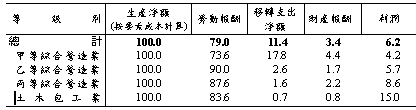 等　級　別 生產淨額 (按要素成本計算) 勞動報酬 移轉支出淨額 財產報酬 利潤
總　　　計 100.0 79.0 11.4 3.4 6.2
甲等綜合營造業 100.0 73.6 17.8 4.4 4.2
乙等綜合營造業 100.0 90.0 2.6 1.7 5.7
丙等綜合營造業 100.0 87.6 1.6 2.2 8.6
土木包工業 100.0 83.6 0.7 0.8 15.0